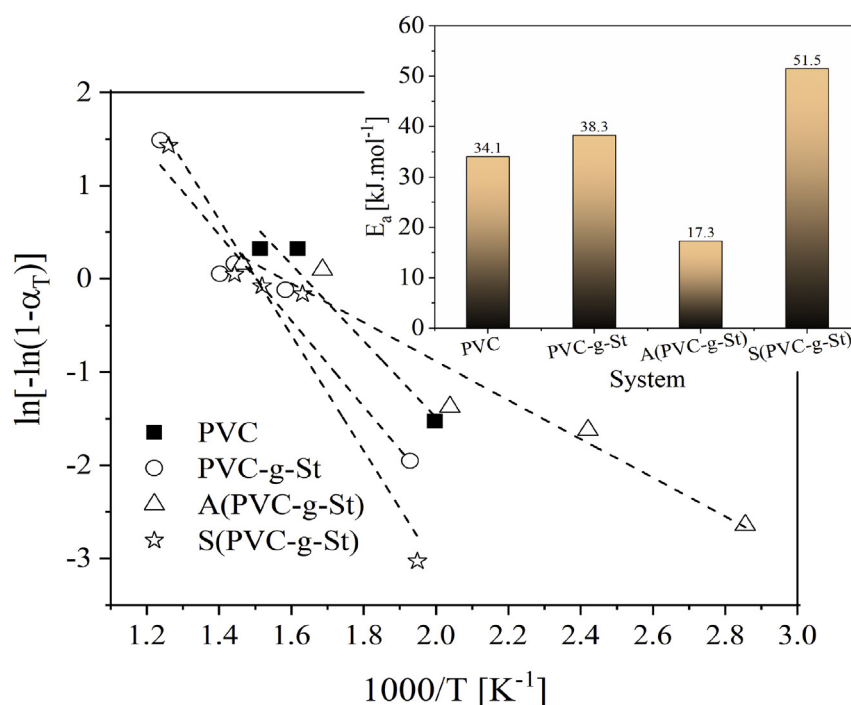 60
50
40
30
20
10
0
E_a [kJ.mol⁻¹]
34.1
38.3
17.3
51.5
PVC
PVC-g-St
A(PVC-g-St)
S(PVC-g-St)
System
2
1
0
-1
-2
-3
ln[-ln(1-α_T)]
PVC
PVC-g-St
A(PVC-g-St)
S(PVC-g-St)
1.2 1.4 1.6 1.8 2.0 2.2 2.4 2.6 2.8 3.0
1000/T [K⁻¹]